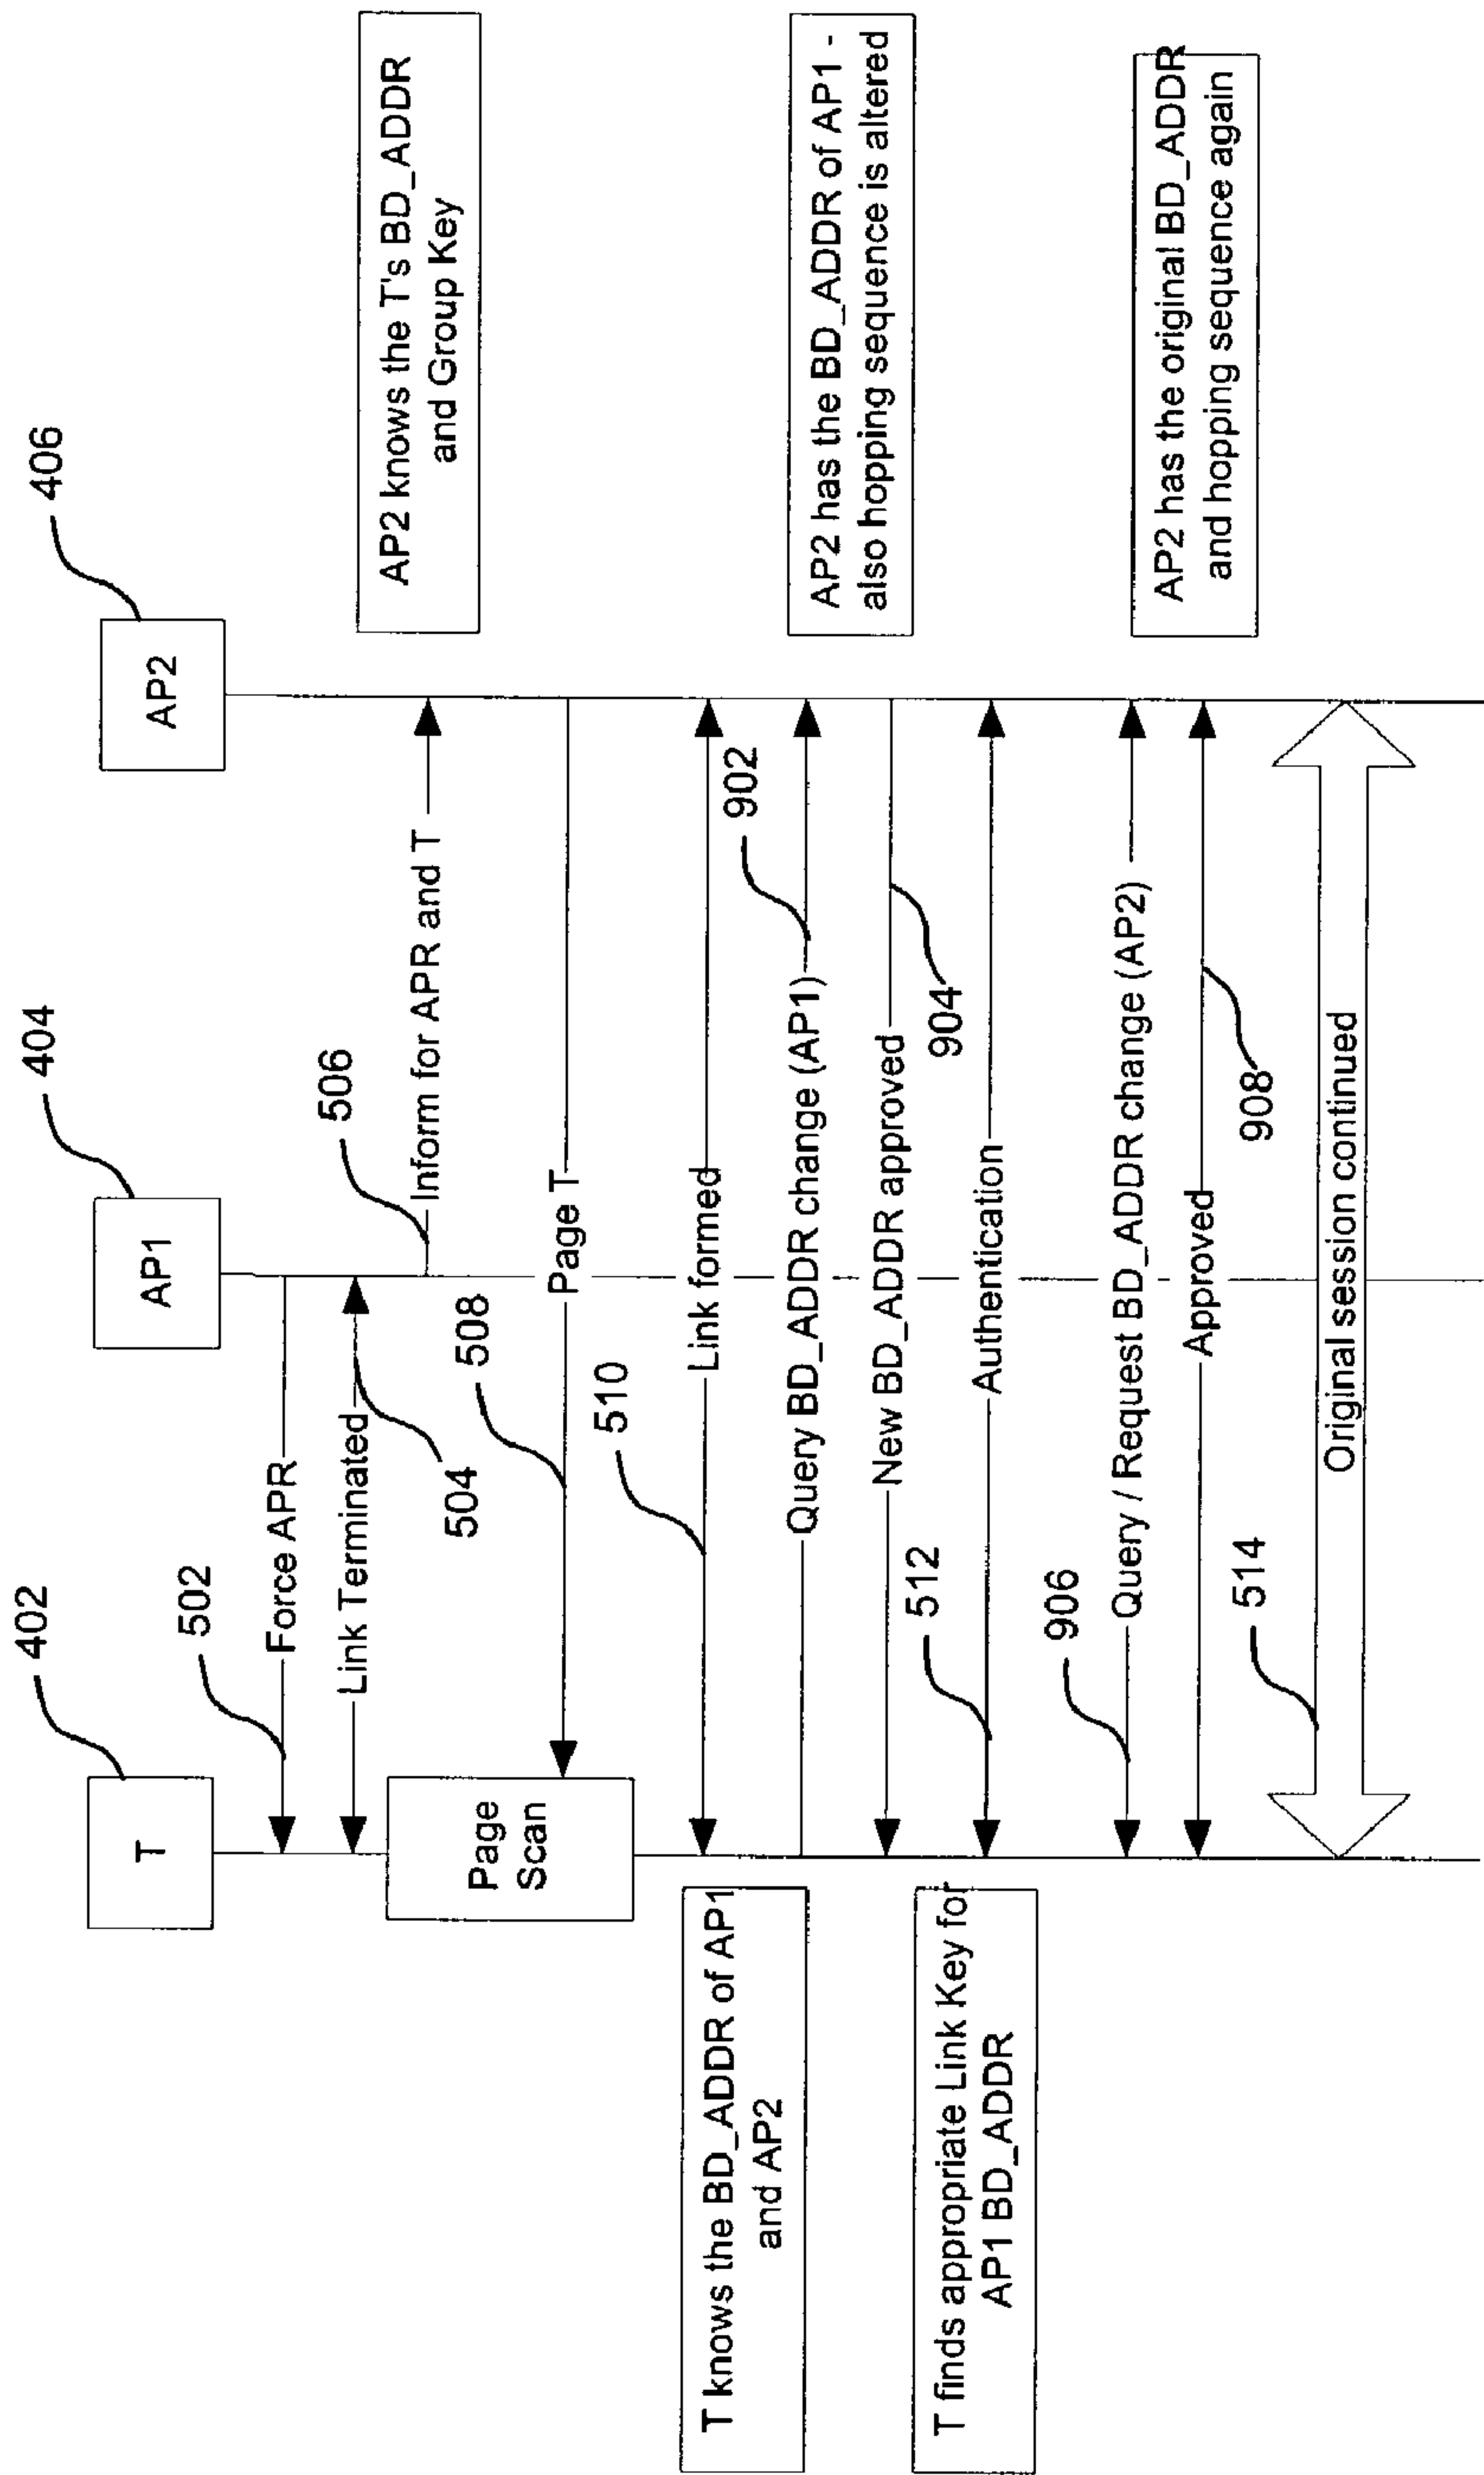 402
T
404
AP1
406
AP2
502
Force APR
Link Terminated
504
506
Inform for APR and T
AP2 knows the T's BD_ADDR
and Group Key
Page
Scan
508
Page T
T knows the BD_ADDR of AP1
and AP2
510
Link formed
902
Query BD_ADDR change (AP1)
AP2 has the BD_ADDR of AP1 -
also hopping sequence is altered
New BD_ADDR approved
904
T finds appropriate Link Key for
AP1 BD_ADDR
512
Authentication
906
Query / Request BD_ADDR change (AP2)
AP2 has the original BD_ADDR
and hopping sequence again
Approved
908
514
Original session continued